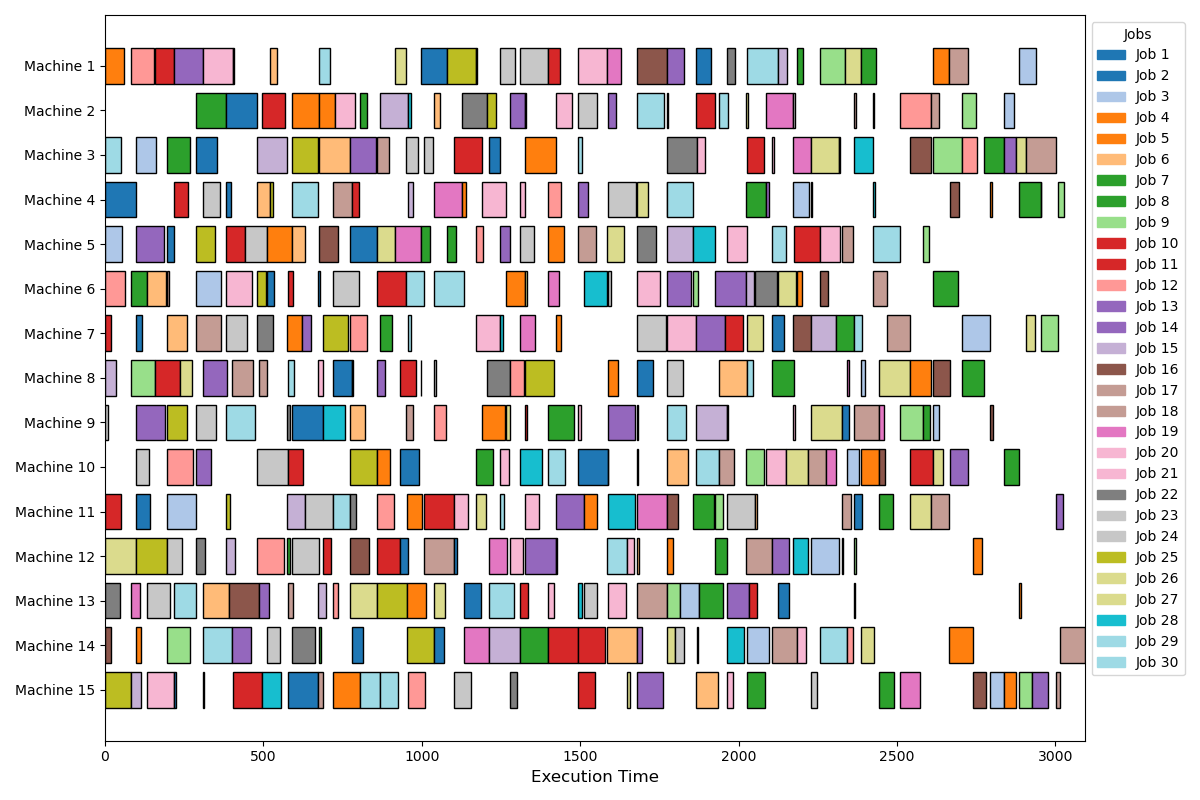 Machine 1
Machine 2
Machine 3
Machine 4
Machine 5
Machine 6
Machine 7
Machine 8
Machine 9
Machine 10
Machine 11
Machine 12
Machine 13
Machine 14
Machine 15
0 500 1000 1500 2000 2500 3000
Execution Time
Jobs
Job 1
Job 2
Job 3
Job 4
Job 5
Job 6
Job 7
Job 8
Job 9
Job 10
Job 11
Job 12
Job 13
Job 14
Job 15
Job 16
Job 17
Job 18
Job 19
Job 20
Job 21
Job 22
Job 23
Job 24
Job 25
Job 26
Job 27
Job 28
Job 29
Job 30